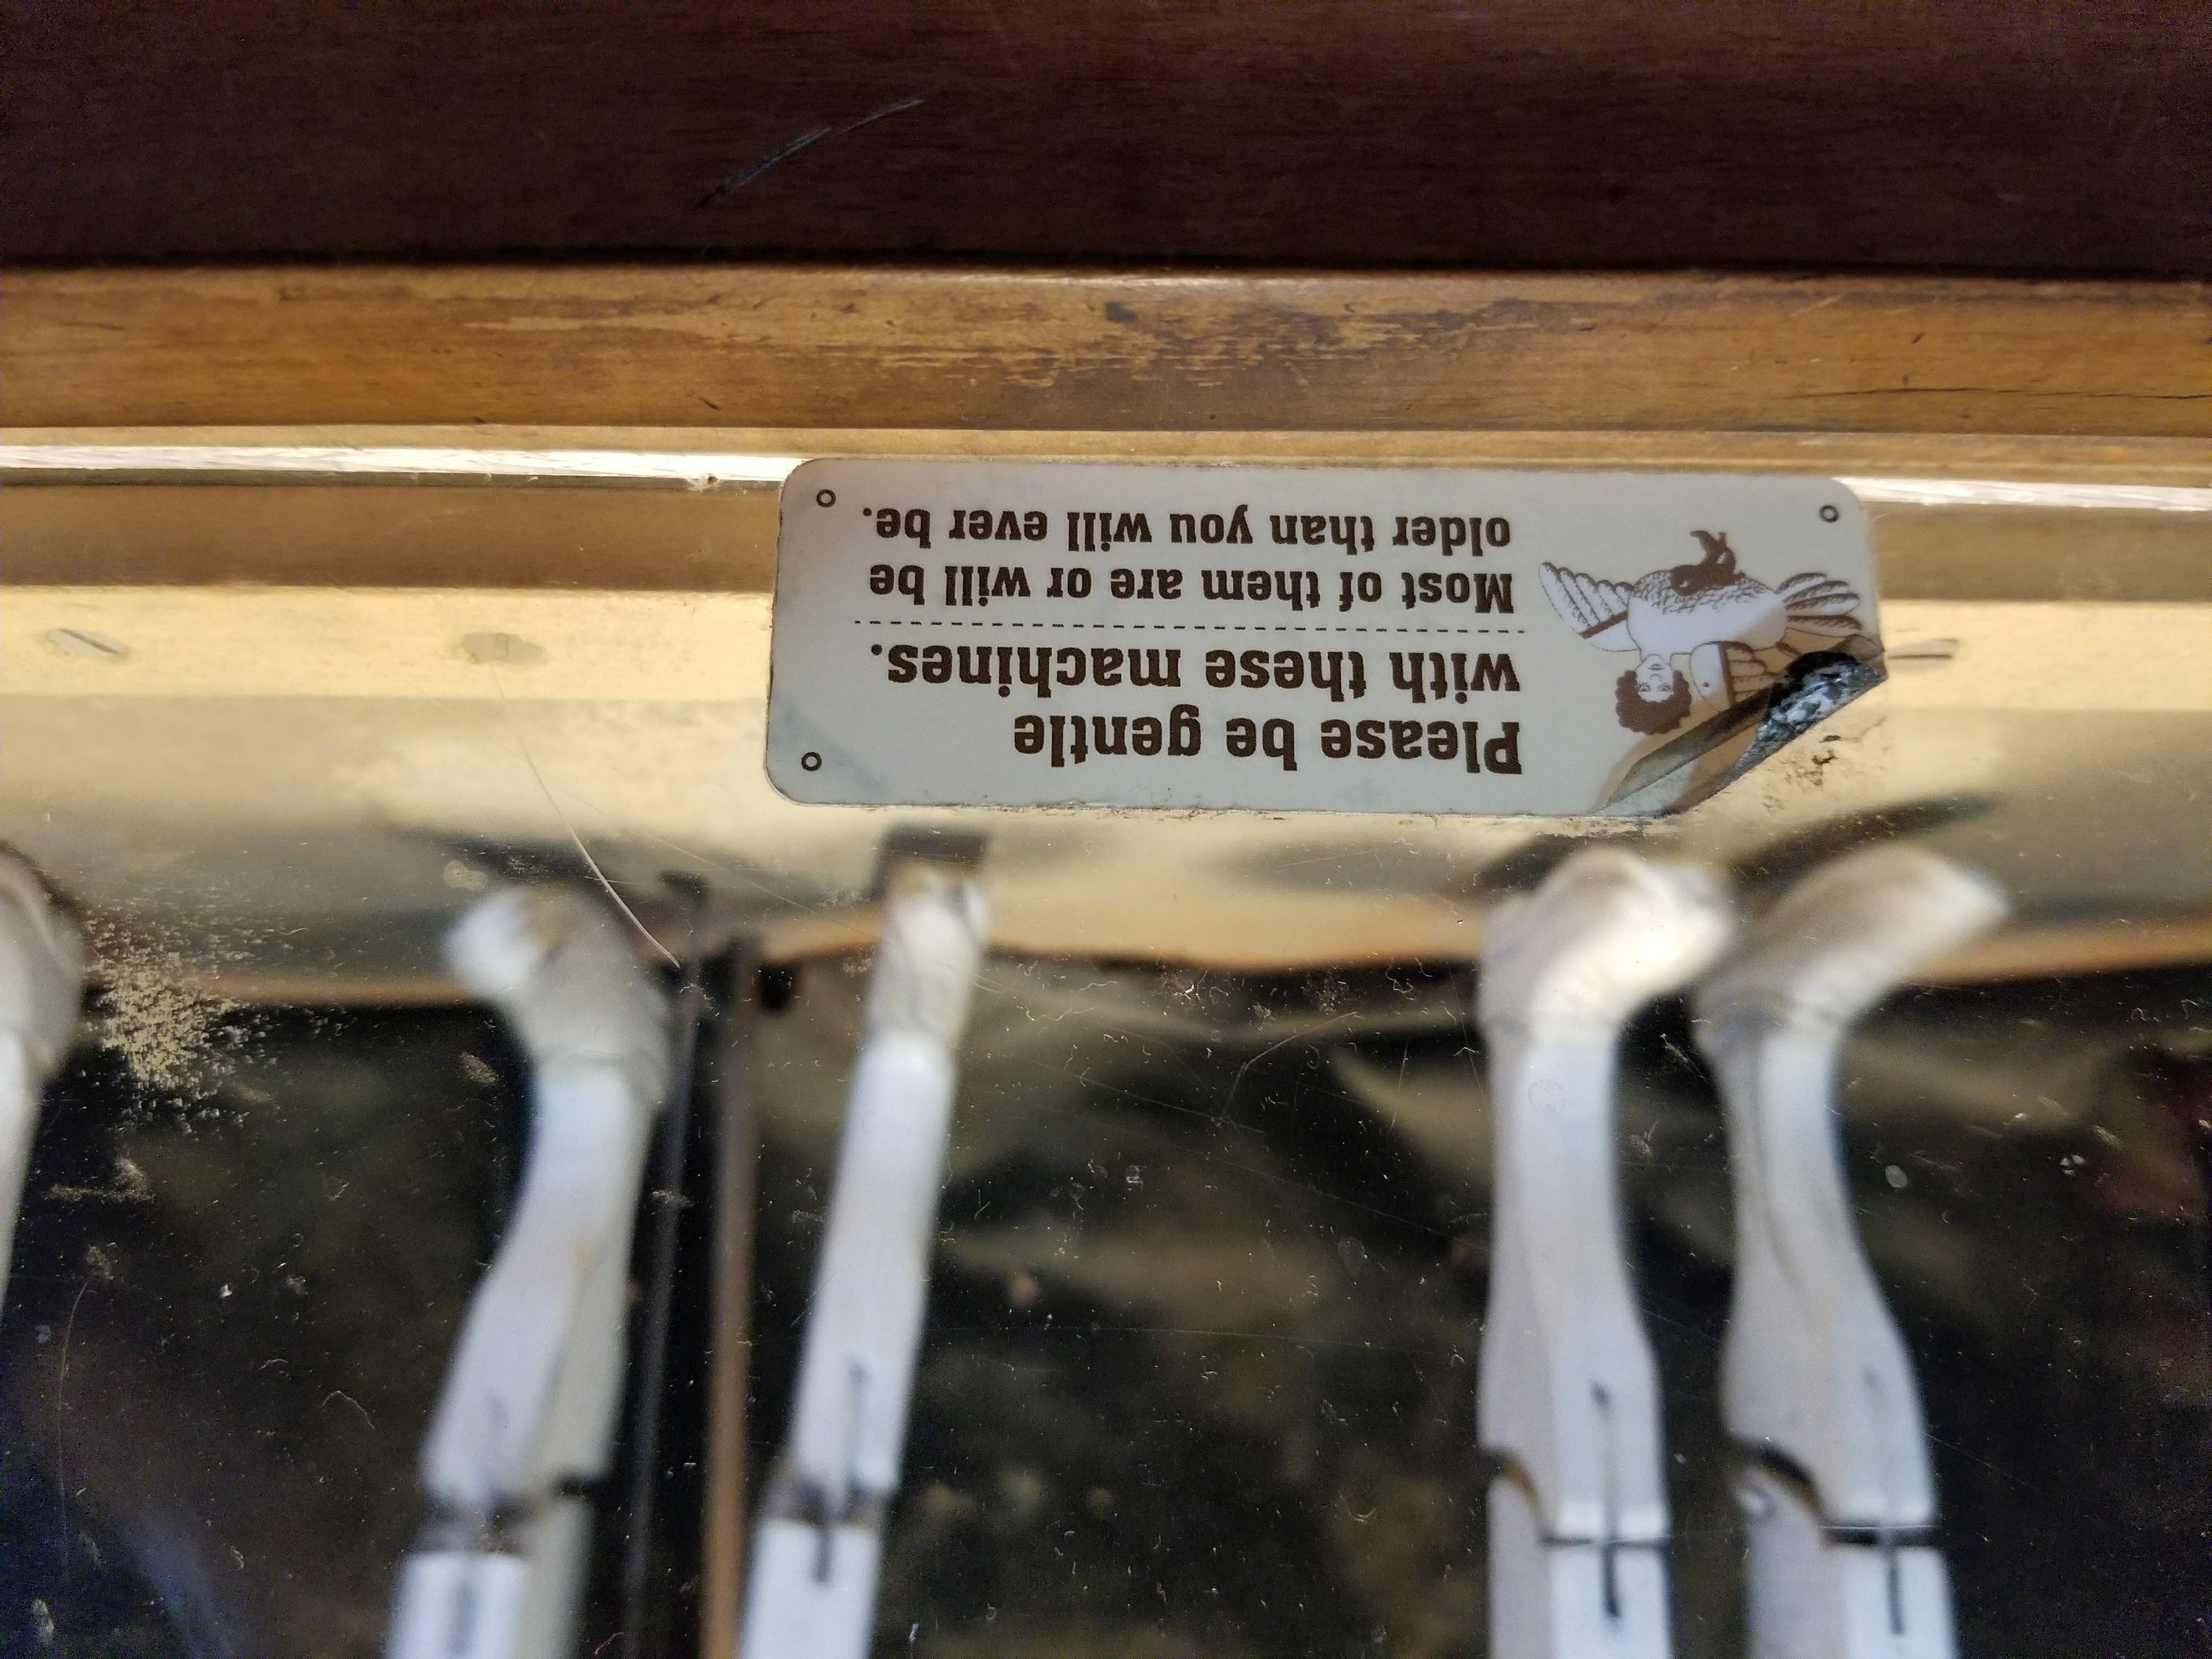 Please be gentle
with these machines.
Most of them are or will be
older than you will ever be.